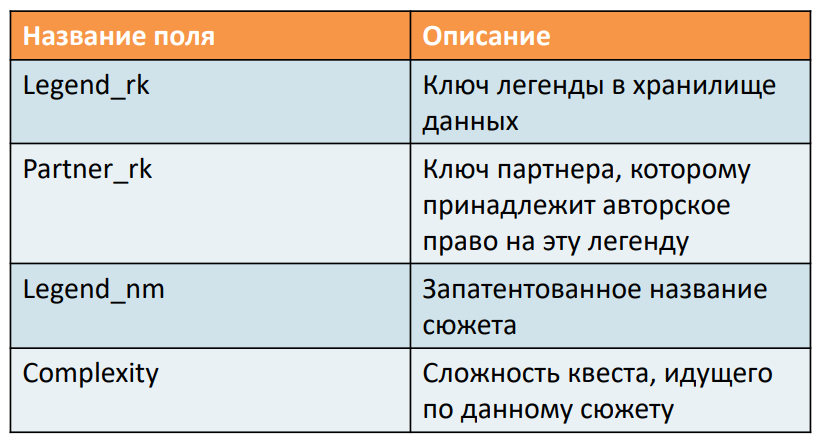 Название поля
Описание
Legend_rk
Ключ легенды в хранилище
данных
Partner_rk
Ключ партнера, которому
принадлежит авторское
право на эту легенду
Legend_nm
Запатентованное название
сюжета
Complexity
Сложность квеста, идущего
по данному сюжету